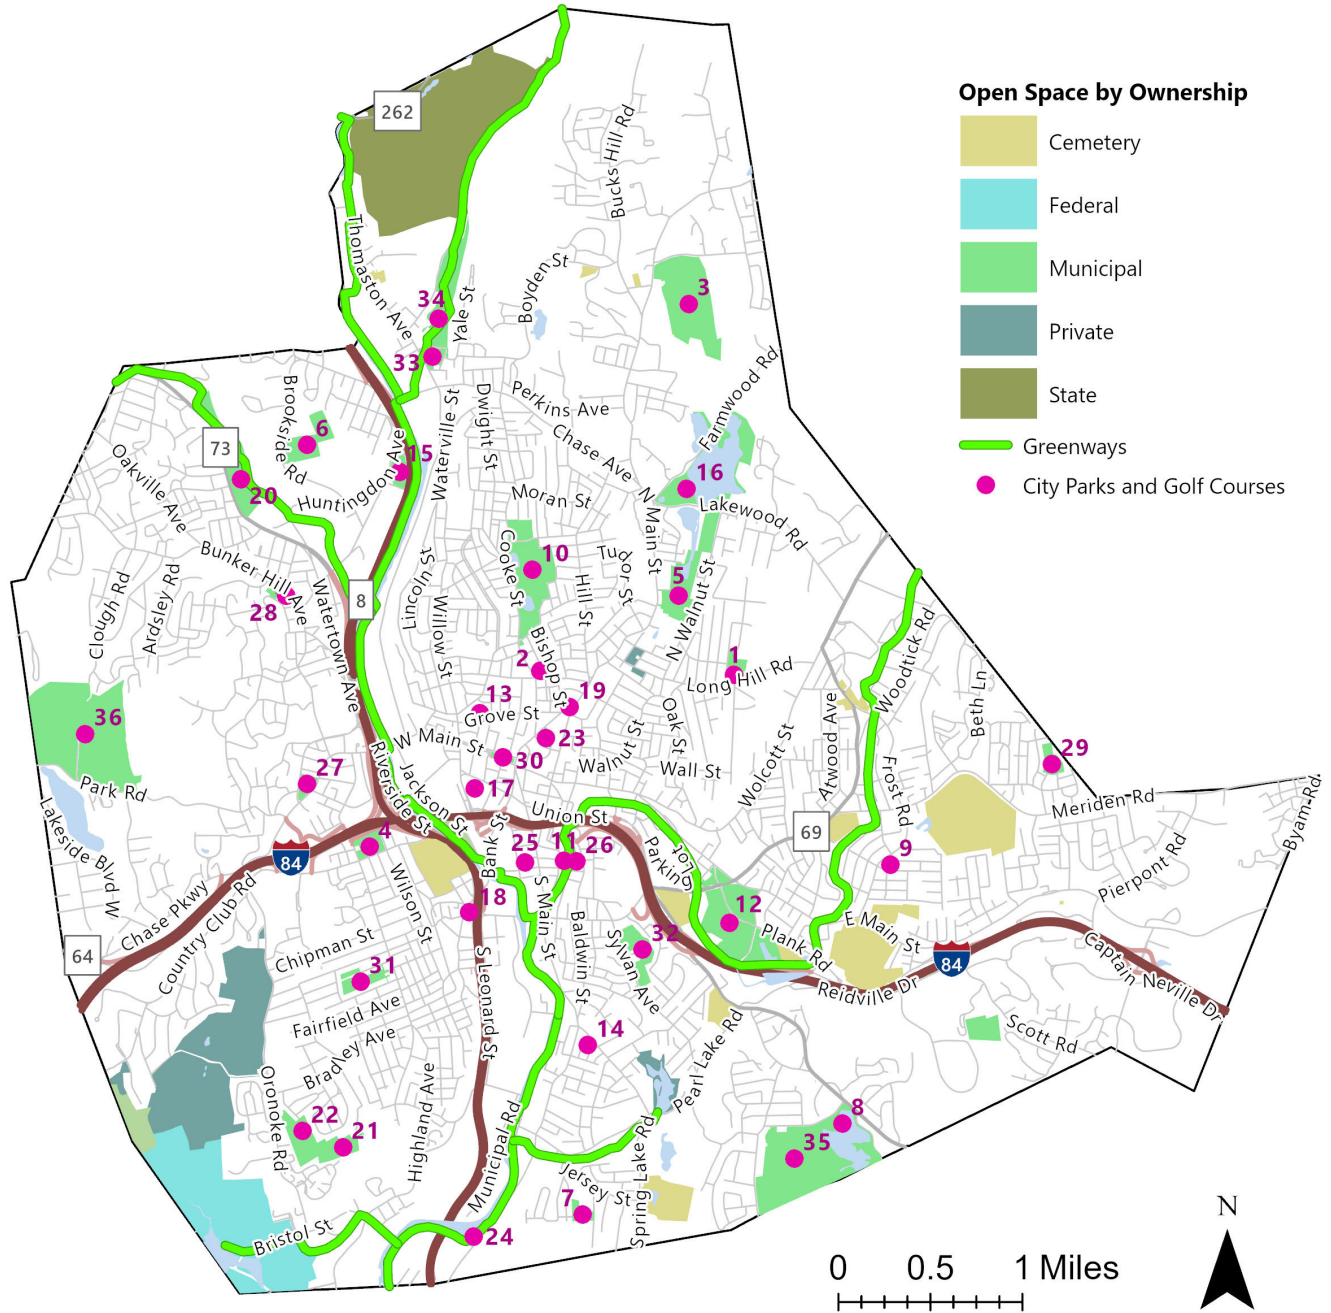 Open Space by Ownership
Cemetery
Federal
Municipal
Private
State
Greenways
City Parks and Golf Courses
262
Bucks Hill Rd
Thomaston Ave
Boyden St
34
Yale St
3
33
Farmwood Rd
Brookside Rd
Perkins Ave
Dwight St
Waterville St
6
73
15
Chase Ave
Oakville Ave
20
Huntingdon Ave
Moran St
16
N Main St
Lakewood Rd
Bunker Hill Ave
Cooke St
10
Tudor St
Hill St
5
N Walnut St
8
Lincoln St
Willow St
Clough Rd
Ardsley Rd
28
Watertown Ave
Bishop St
2
1
Long Hill Rd
Woodtick Rd
36
13
Grove St
19
Oak St
Beth Ln
W Main St
23
30
Walnut St
Wall St
Wolcott St
Atwood Ave
29
Park Rd
27
17
Riverside St
Jackson St
Union St
Frost Rd
Meriden Rd
Byam Rd
Lakeside Blvd W
4
84
Bank St
25
11
26
Parking Lot
69
9
Pierpont Rd
Chase Pkwy
Country Club Rd
Wilson St
18
S Main St
Baldwin St
12
E Main St
64
Chipman St
32
Plank Rd
84
Captain Neville Dr
31
Sylvan Ave
Reidville Dr
Fairfield Ave
S Leonard St
14
Scott Rd
Bradley Ave
Pearl Lake Rd
Oronoke Rd
22
21
Highland Ave
Municipal Rd
8
35
Spring Lake Rd
Jersey St
7
Bristol St
24
N
0 0.5 1 Miles